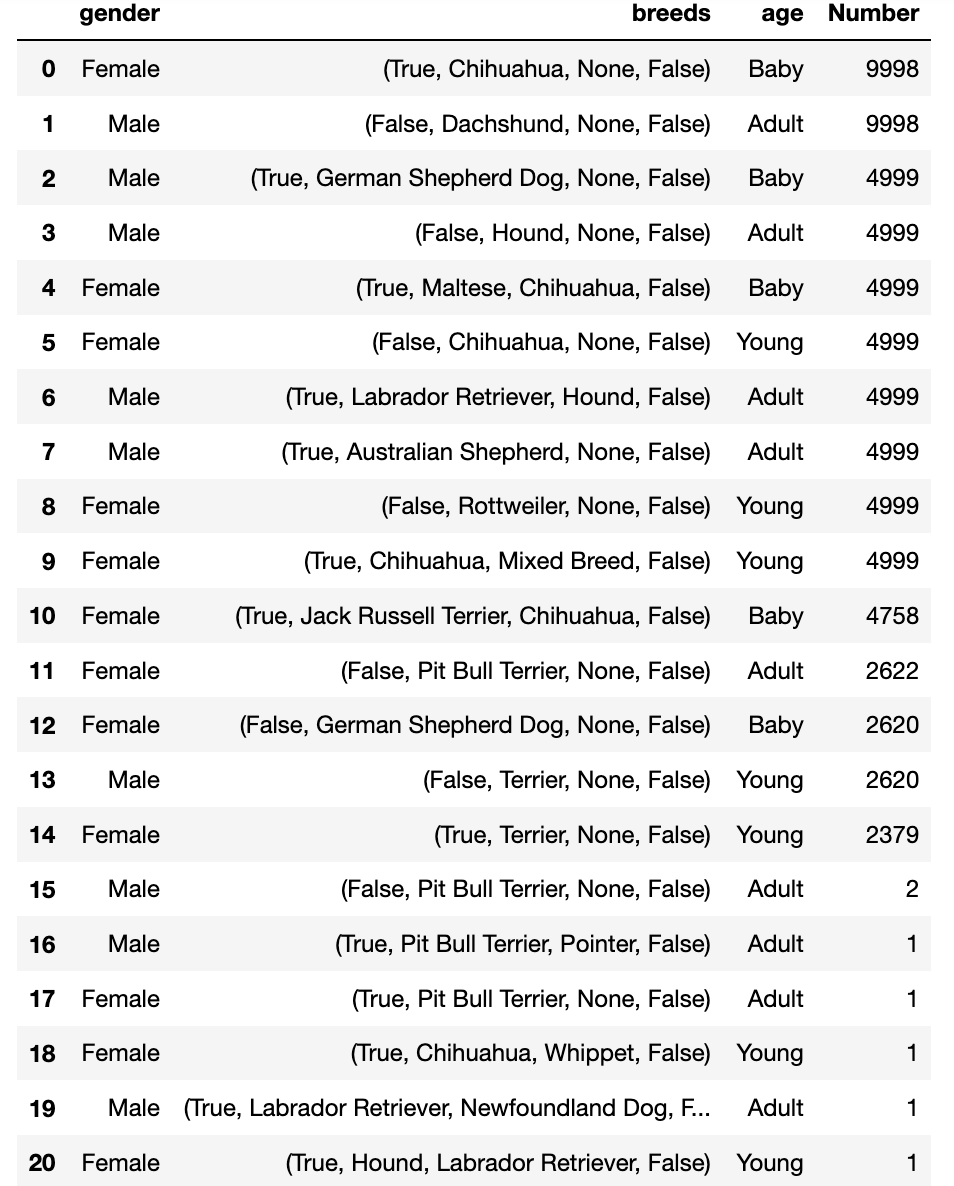 gender breeds age Number
0 Female (True, Chihuahua, None, False) Baby 9998
1 Male (False, Dachshund, None, False) Adult 9998
2 Male (True, German Shepherd Dog, None, False) Baby 4999
3 Male (False, Hound, None, False) Adult 4999
4 Female (True, Maltese, Chihuahua, False) Baby 4999
5 Female (False, Chihuahua, None, False) Young 4999
6 Male (True, Labrador Retriever, Hound, False) Adult 4999
7 Male (True, Australian Shepherd, None, False) Adult 4999
8 Female (False, Rottweiler, None, False) Young 4999
9 Female (True, Chihuahua, Mixed Breed, False) Young 4999
10 Female (True, Jack Russell Terrier, Chihuahua, False) Baby 4758
11 Female (False, Pit Bull Terrier, None, False) Adult 2622
12 Female (False, German Shepherd Dog, None, False) Baby 2620
13 Male (False, Terrier, None, False) Young 2620
14 Female (True, Terrier, None, False) Young 2379
15 Male (False, Pit Bull Terrier, None, False) Adult 2
16 Male (True, Pit Bull Terrier, Pointer, False) Adult 1
17 Female (True, Pit Bull Terrier, None, False) Adult 1
18 Female (True, Chihuahua, Whippet, False) Young 1
19 Male (True, Labrador Retriever, Newfoundland Dog, F... Adult 1
20 Female (True, Hound, Labrador Retriever, False) Young 1